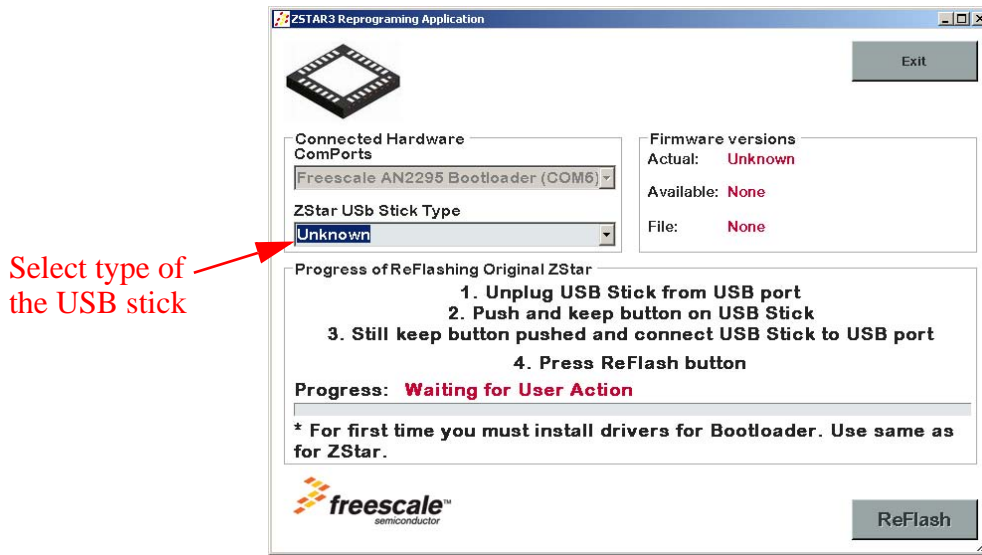 ZSTAR3 Reprograming Application
Exit
Connected Hardware
ComPorts
Freescale AN2295 Bootloader (COM6)
ZStar USb Stick Type
Unknown
Firmware versions
Actual: Unknown
Available: None
File: None
Select type of
the USB stick
Progress of ReFlashing Original ZStar
1. Unplug USB Stick from USB port
2. Push and keep button on USB Stick
3. Still keep button pushed and connect USB Stick to USB port
4. Press ReFlash button
Progress: Waiting for User Action
* For first time you must install drivers for Bootloader. Use same as
for ZStar.
freescale™
semiconductor
ReFlash